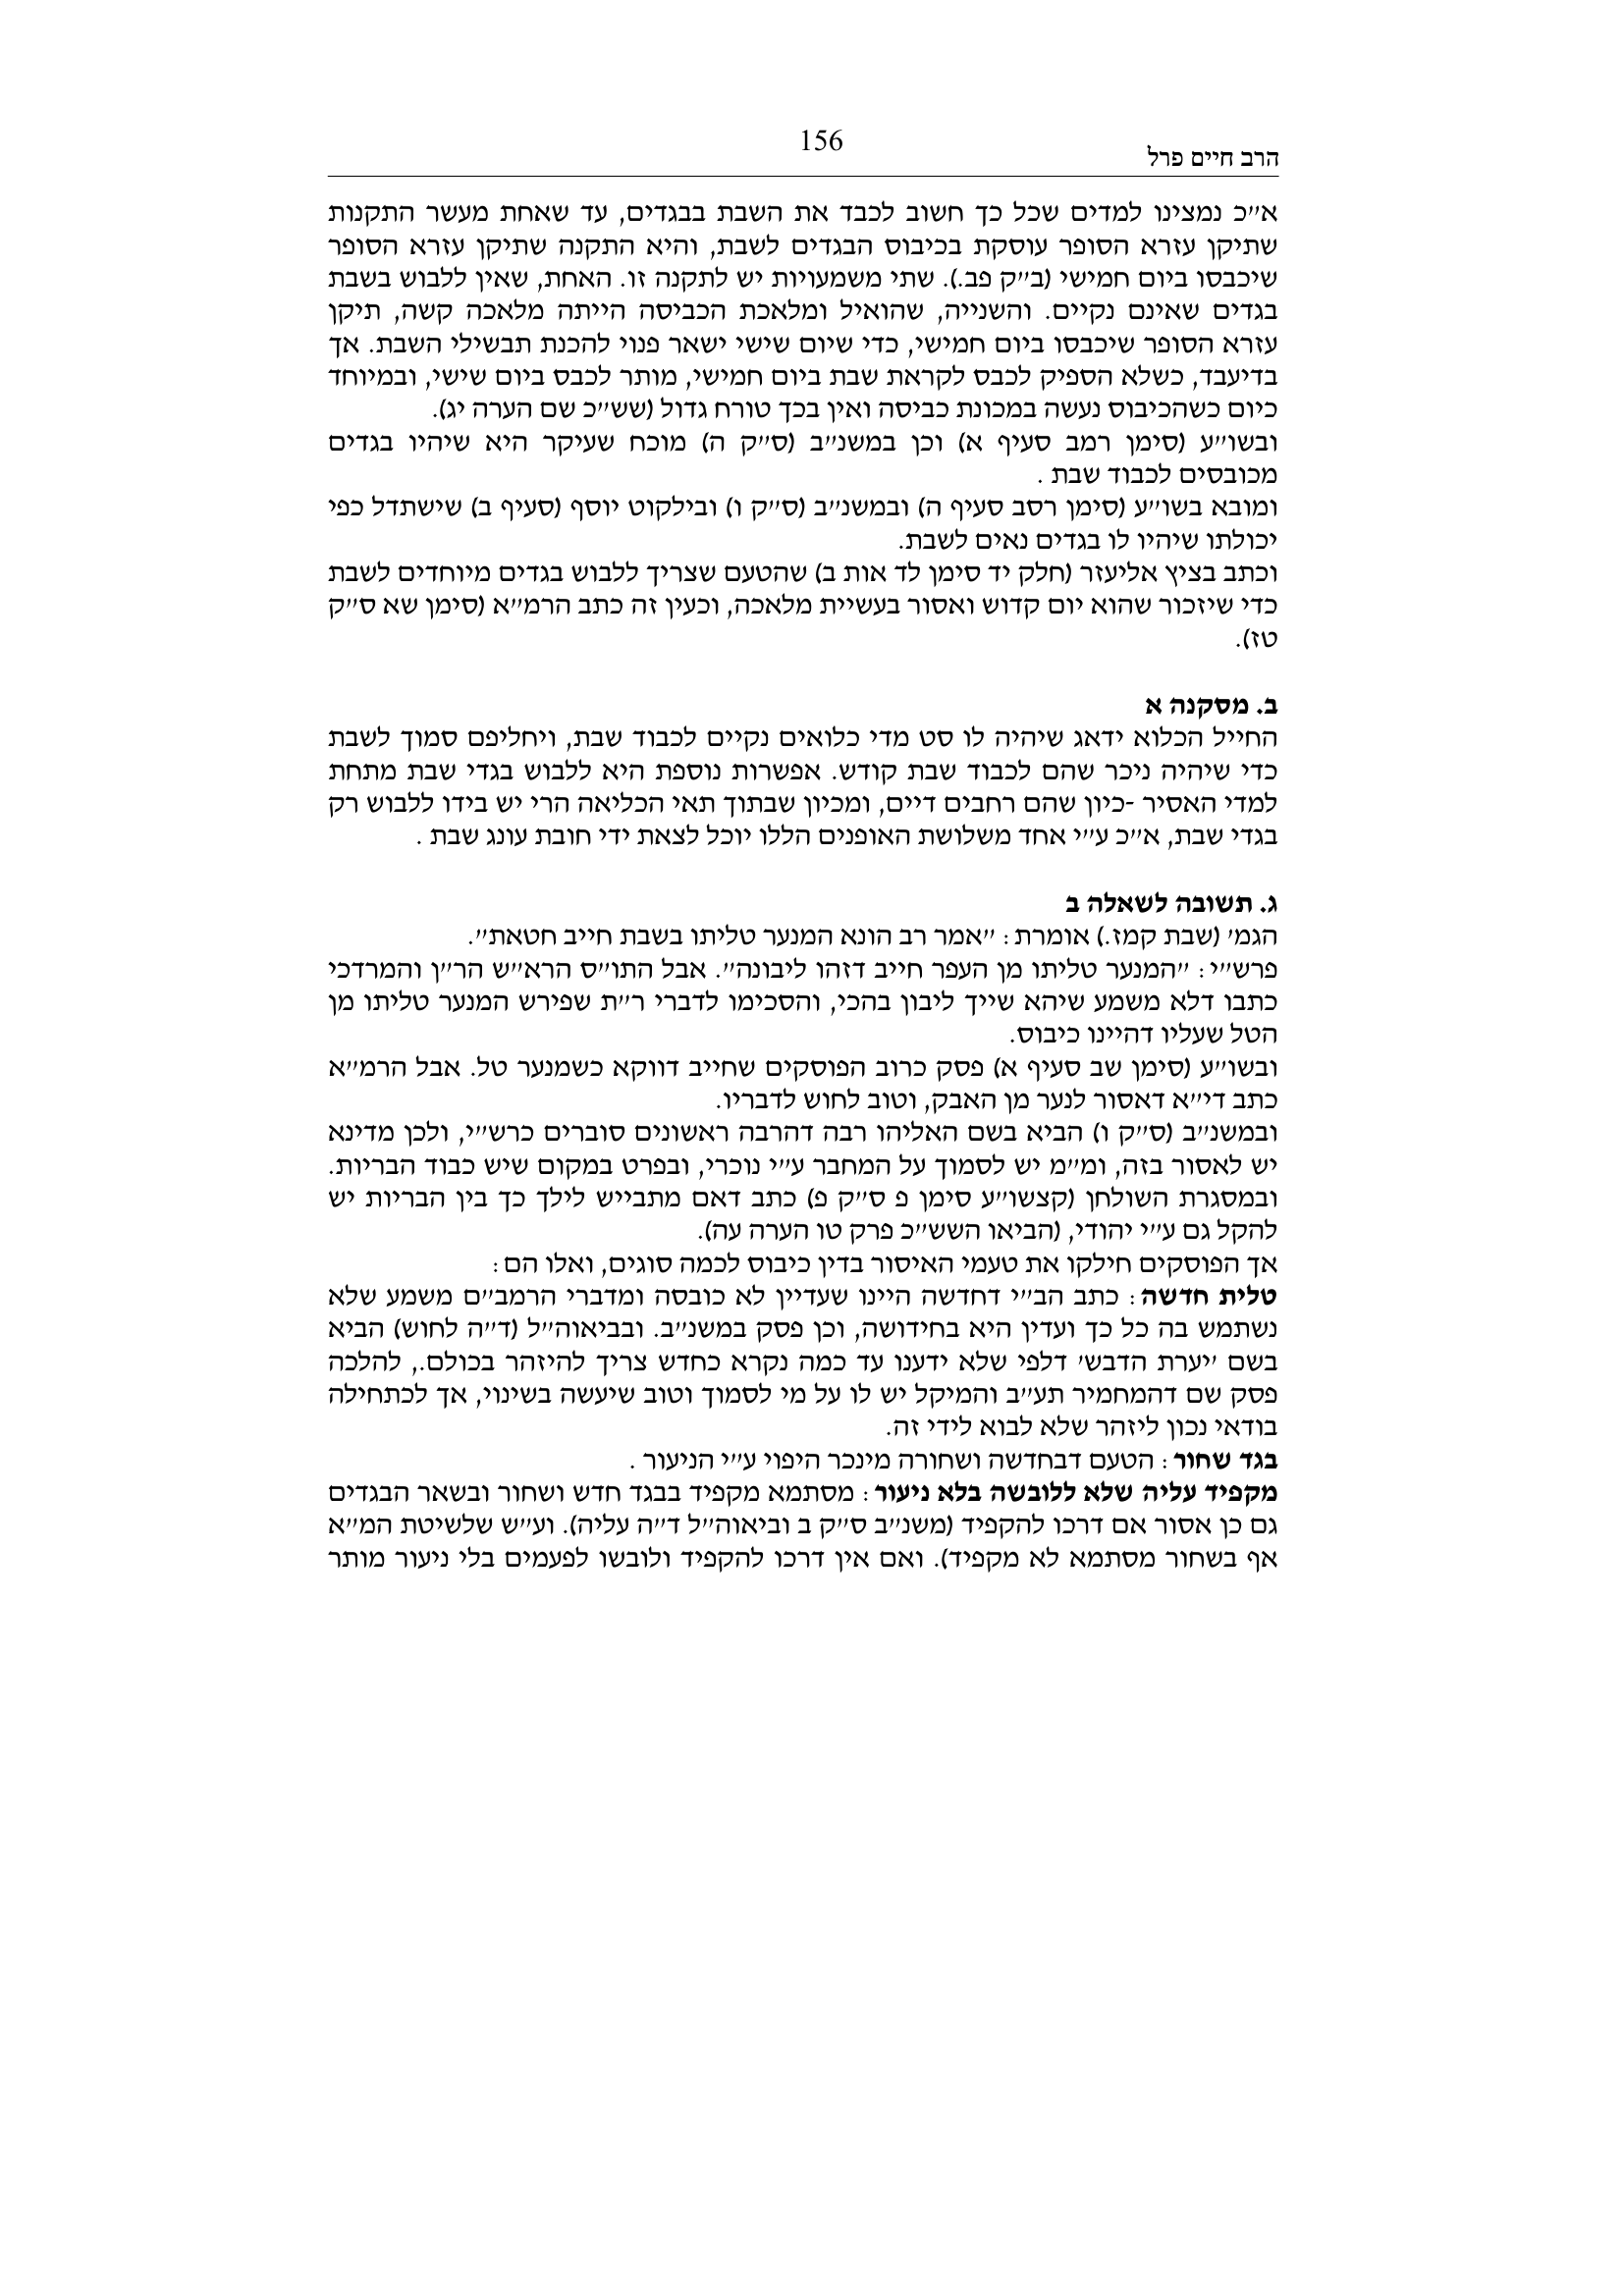 156
הרב חיים פרל
א״כ נמצינו למדים שכל כך חשוב לכבד את השבת בבגדים, עד שאחת מעשר התקנות
שתיקן עזרא הסופר עוסקת בכיבוס הבגדים לשבת, והיא התקנה שתיקן עזרא הסופר
שיכבסו ביום חמישי (ב״ק פב.). שתי משמעויות יש לתקנה זו. האחת, שאין ללבוש בשבת
בגדים שאינם נקיים. והשנייה, שהואיל ומלאכת הכביסה הייתה מלאכה קשה, תיקן
עזרא הסופר שיכבסו ביום חמישי, כדי שיום שישי ישאר פנוי להכנת תבשילי השבת. אך
בדיעבד, כשלא הספיק לכבס לקראת שבת ביום חמישי, מותר לכבס ביום שישי, ובמיוחד
כיום כשהכיבוס נעשה במכונת כביסה ואין בכך טורח גדול (שש״כ שם הערה יג).
ובשו״ע (סימן רמב סעיף א) וכן במשנ״ב (ס״ק ה) מוכח שעיקר היא שיהיו בגדים
מכובסים לכבוד שבת .
ומובא בשו״ע (סימן רסב סעיף ה) ובמשנ״ב (ס״ק ו) ובילקוט יוסף (סעיף ב) שישתדל כפי
יכולתו שיהיו לו בגדים נאים לשבת.
וכתב בציץ אליעזר (חלק יד סימן לד אות ב) שהטעם שצריך ללבוש בגדים מיוחדים לשבת
כדי שיזכור שהוא יום קדוש ואסור בעשיית מלאכה, וכעין זה כתב הרמ״א (סימן שא ס״ק
טז).
ב. מסקנה א
החייל הכלוא ידאג שיהיה לו סט מדי כלואים נקיים לכבוד שבת, ויחליפם סמוך לשבת
כדי שיהיה ניכר שהם לכבוד שבת קודש. אפשרות נוספת היא ללבוש בגדי שבת מתחת
למדי האסיר -כיון שהם רחבים דיים, ומכיון שבתוך תאי הכליאה הרי יש בידו ללבוש רק
בגדי שבת, א״כ ע״י אחד משלושת האופנים הללו יוכל לצאת ידי חובת עונג שבת .
ג. תשובה לשאלה ב
הגמ׳ (שבת קמז.) אומרת: ״אמר רב הונא המנער טליתו בשבת חייב חטאת״.
פרש״י: ״המנער טליתו מן העפר חייב דזהו ליבונה״. אבל התו״ס הרא״ש הר״ן והמרדכי
כתבו דלא משמע שיהא שייך ליבון בהכי, והסכימו לדברי ר״ת שפירש המנער טליתו מן
הטל שעליו דהיינו כיבוס.
ובשו״ע (סימן שב סעיף א) פסק כרוב הפוסקים שחייב דווקא כשמנער טל. אבל הרמ״א
כתב די״א דאסור לנער מן האבק, וטוב לחוש לדבריו.
ובמשנ״ב (ס״ק ו) הביא בשם האליהו רבה דהרבה ראשונים סוברים כרש״י, ולכן מדינא
יש לאסור בזה, ומ״מ יש לסמוך על המחבר ע״י נוכרי, ובפרט במקום שיש כבוד הבריות.
ובמסגרת השולחן (קצשו״ע סימן פ ס״ק פ) כתב דאם מתבייש לילך כך בין הבריות יש
להקל גם ע״י יהודי, (הביאו השש״כ פרק טו הערה עה).
אך הפוסקים חילקו את טעמי האיסור בדין כיבוס לכמה סוגים, ואלו הם:
טלית חדשה: כתב הב״י דחדשה היינו שעדיין לא כובסה ומדברי הרמב״ם משמע שלא
נשתמש בה כל כך ועדין היא בחידושה, וכן פסק במשנ״ב. ובביאוה״ל (ד״ה לחוש) הביא
בשם ׳יערת הדבש׳ דלפי שלא ידענו עד כמה נקרא כחדש צריך להיזהר בכולם., להלכה
פסק שם דהמחמיר תע״ב והמיקל יש לו על מי לסמוך וטוב שיעשה בשינוי, אך לכתחילה
בודאי נכון ליזהר שלא לבוא לידי זה.
בגד שחור: הטעם דבחדשה ושחורה מינכר היפוי ע״י הניעור .
מקפיד עליה שלא ללובשה בלא ניעור: מסתמא מקפיד בבגד חדש ושחור ובשאר הבגדים
גם כן אסור אם דרכו להקפיד (משנ״ב ס״ק ב וביאוה״ל ד״ה עליה). וע״ש שלשיטת המ״א
אף בשחור מסתמא לא מקפיד). ואם אין דרכו להקפיד ולובשו לפעמים בלי ניעור מותר